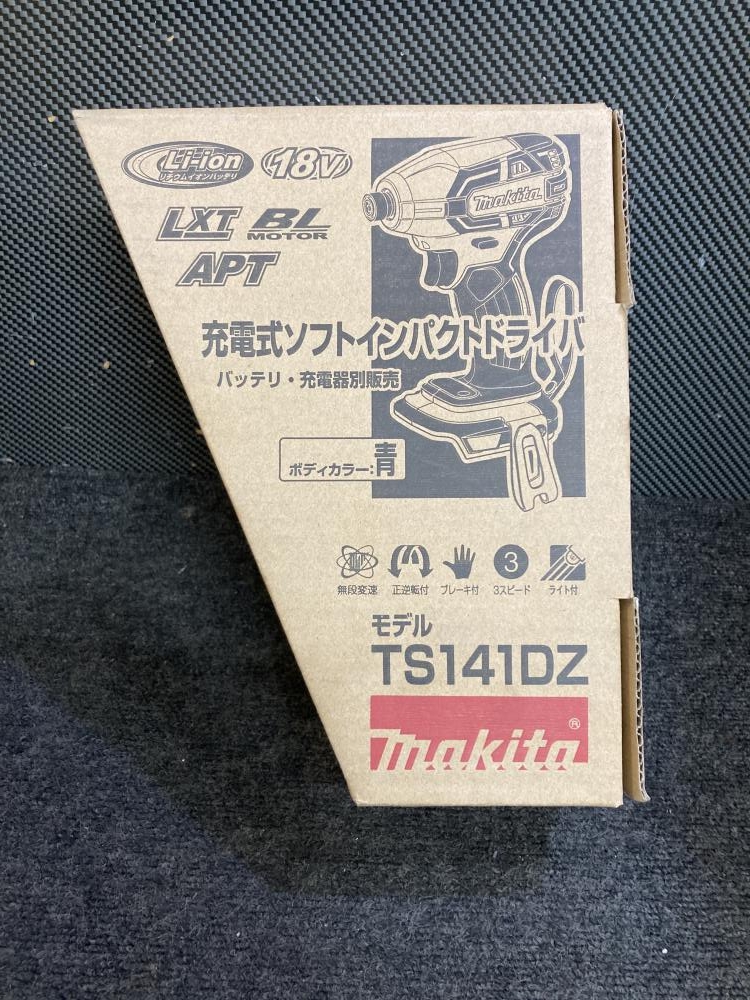 Li-ion
リチウムイオンバッテリ
18V
LXT BL
MOTOR
APT
makita
充電式ソフトインパクトドライバ
バッテリ・充電器別販売
ボディカラー:青
無段変速 正逆転付 ブレーキ付 3 3スピード ライト付
モデル
TS141DZ
makita®